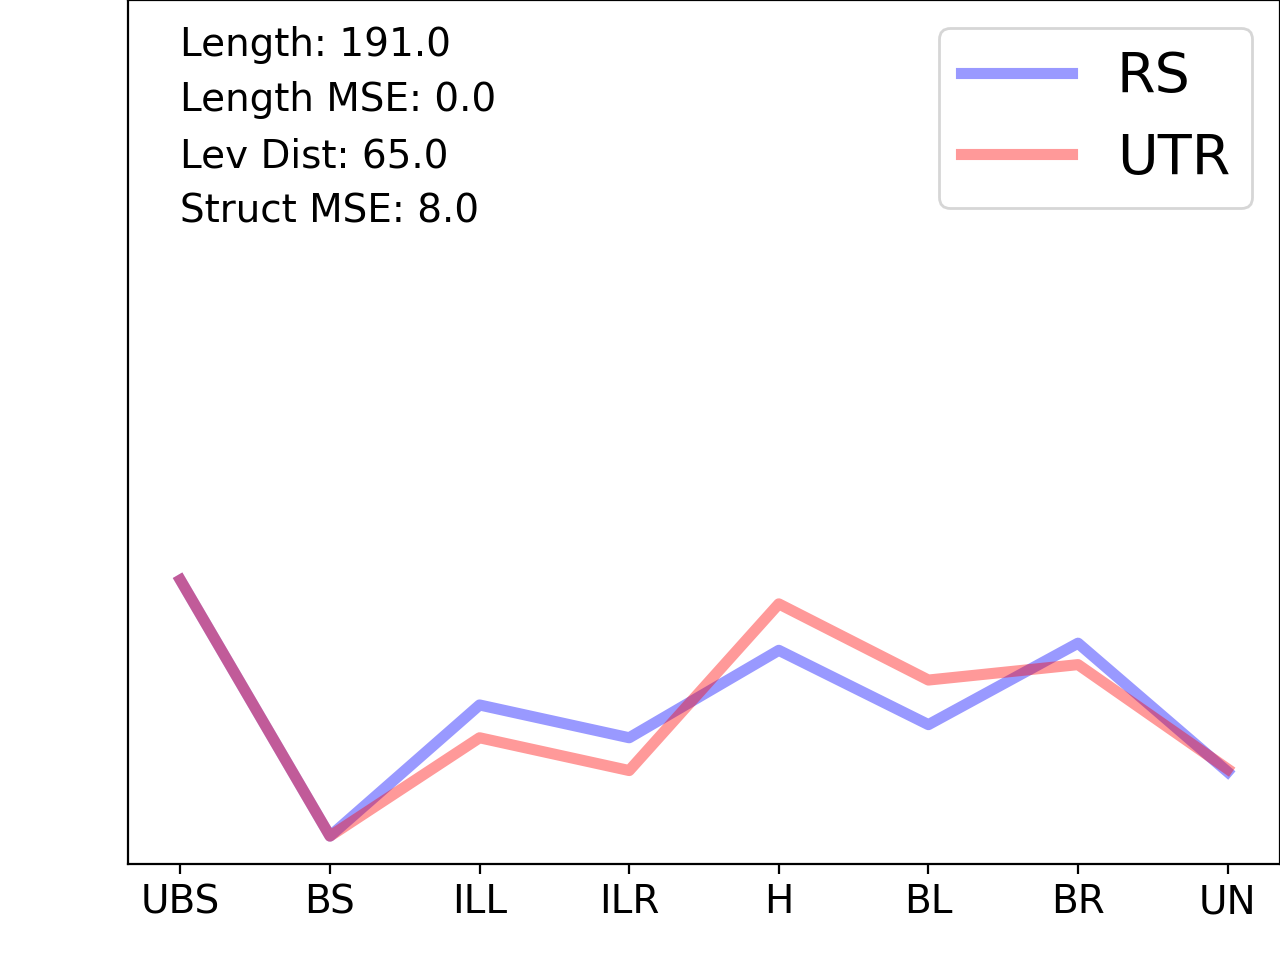 Length: 191.0
Length MSE: 0.0
Lev Dist: 65.0
Struct MSE: 8.0
RS
UTR
UBS BS ILL ILR H BL BR UN